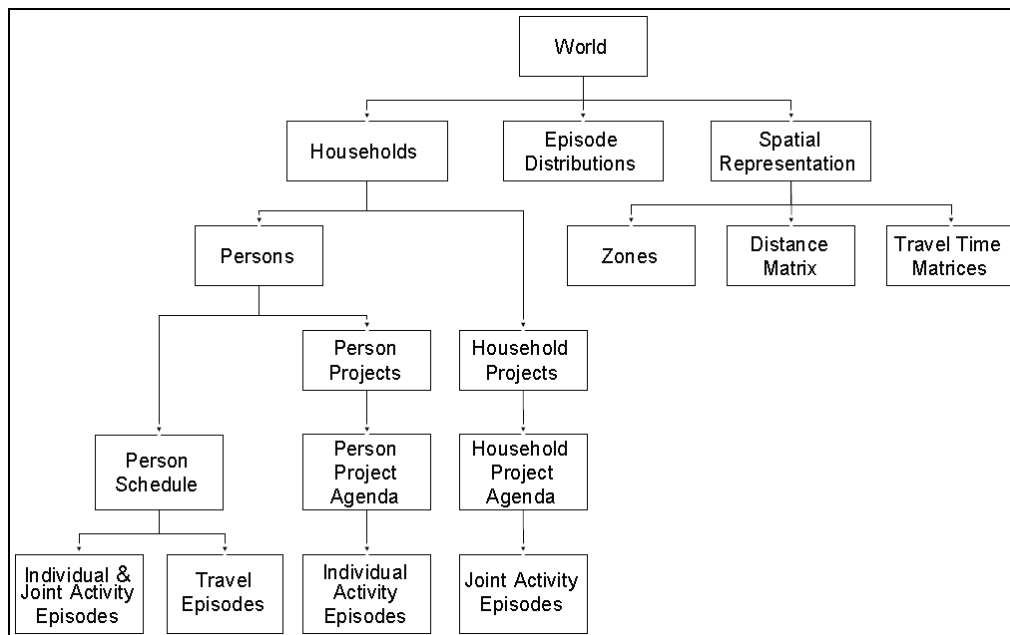 World
Households
Episode
Distributions
Spatial
Representation
Persons
Zones
Distance
Matrix
Travel Time
Matrices
Person
Projects
Household
Projects
Person
Schedule
Person
Project
Agenda
Household
Project
Agenda
Individual &
Joint Activity
Episodes
Travel
Episodes
Individual
Activity
Episodes
Joint Activity
Episodes